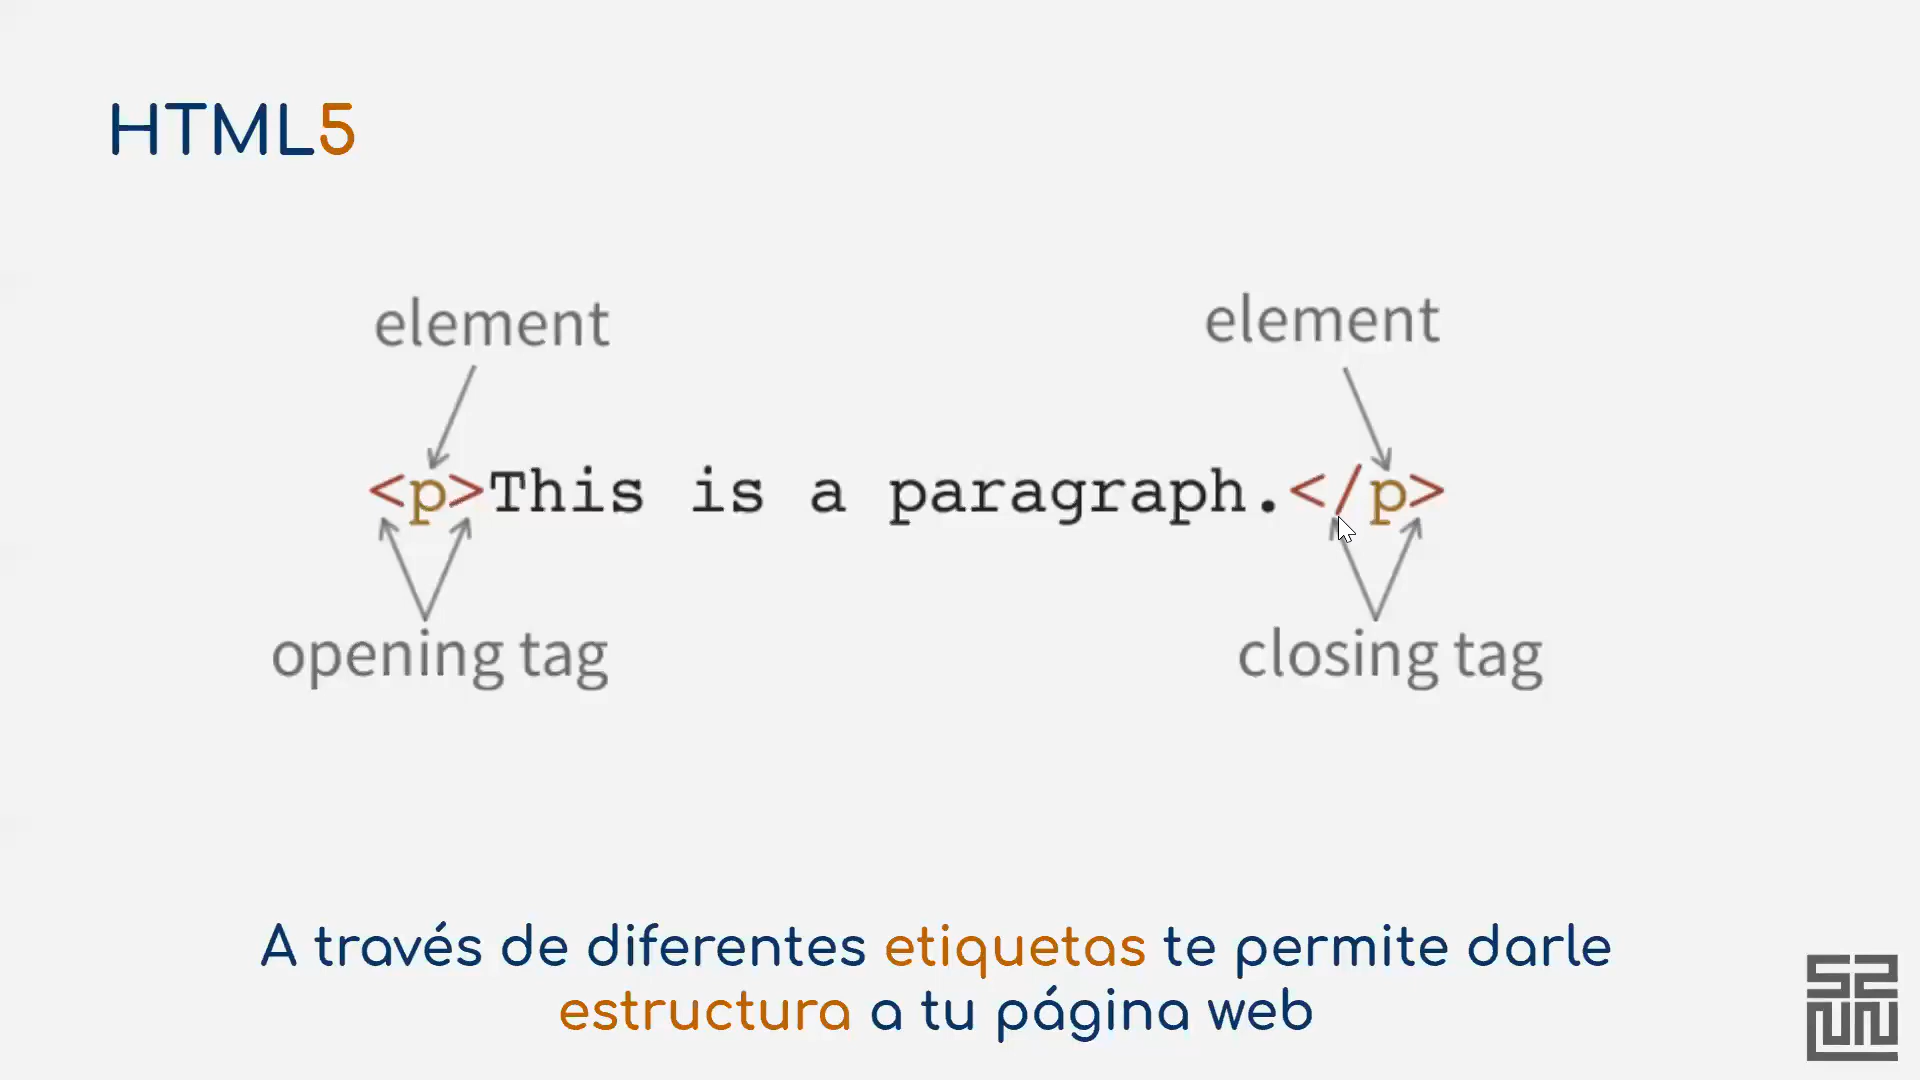 HTML5
element element
<p>This is a paragraph.</p>
opening tag closing tag
A través de diferentes etiquetas te permite darle
estructura a tu página web